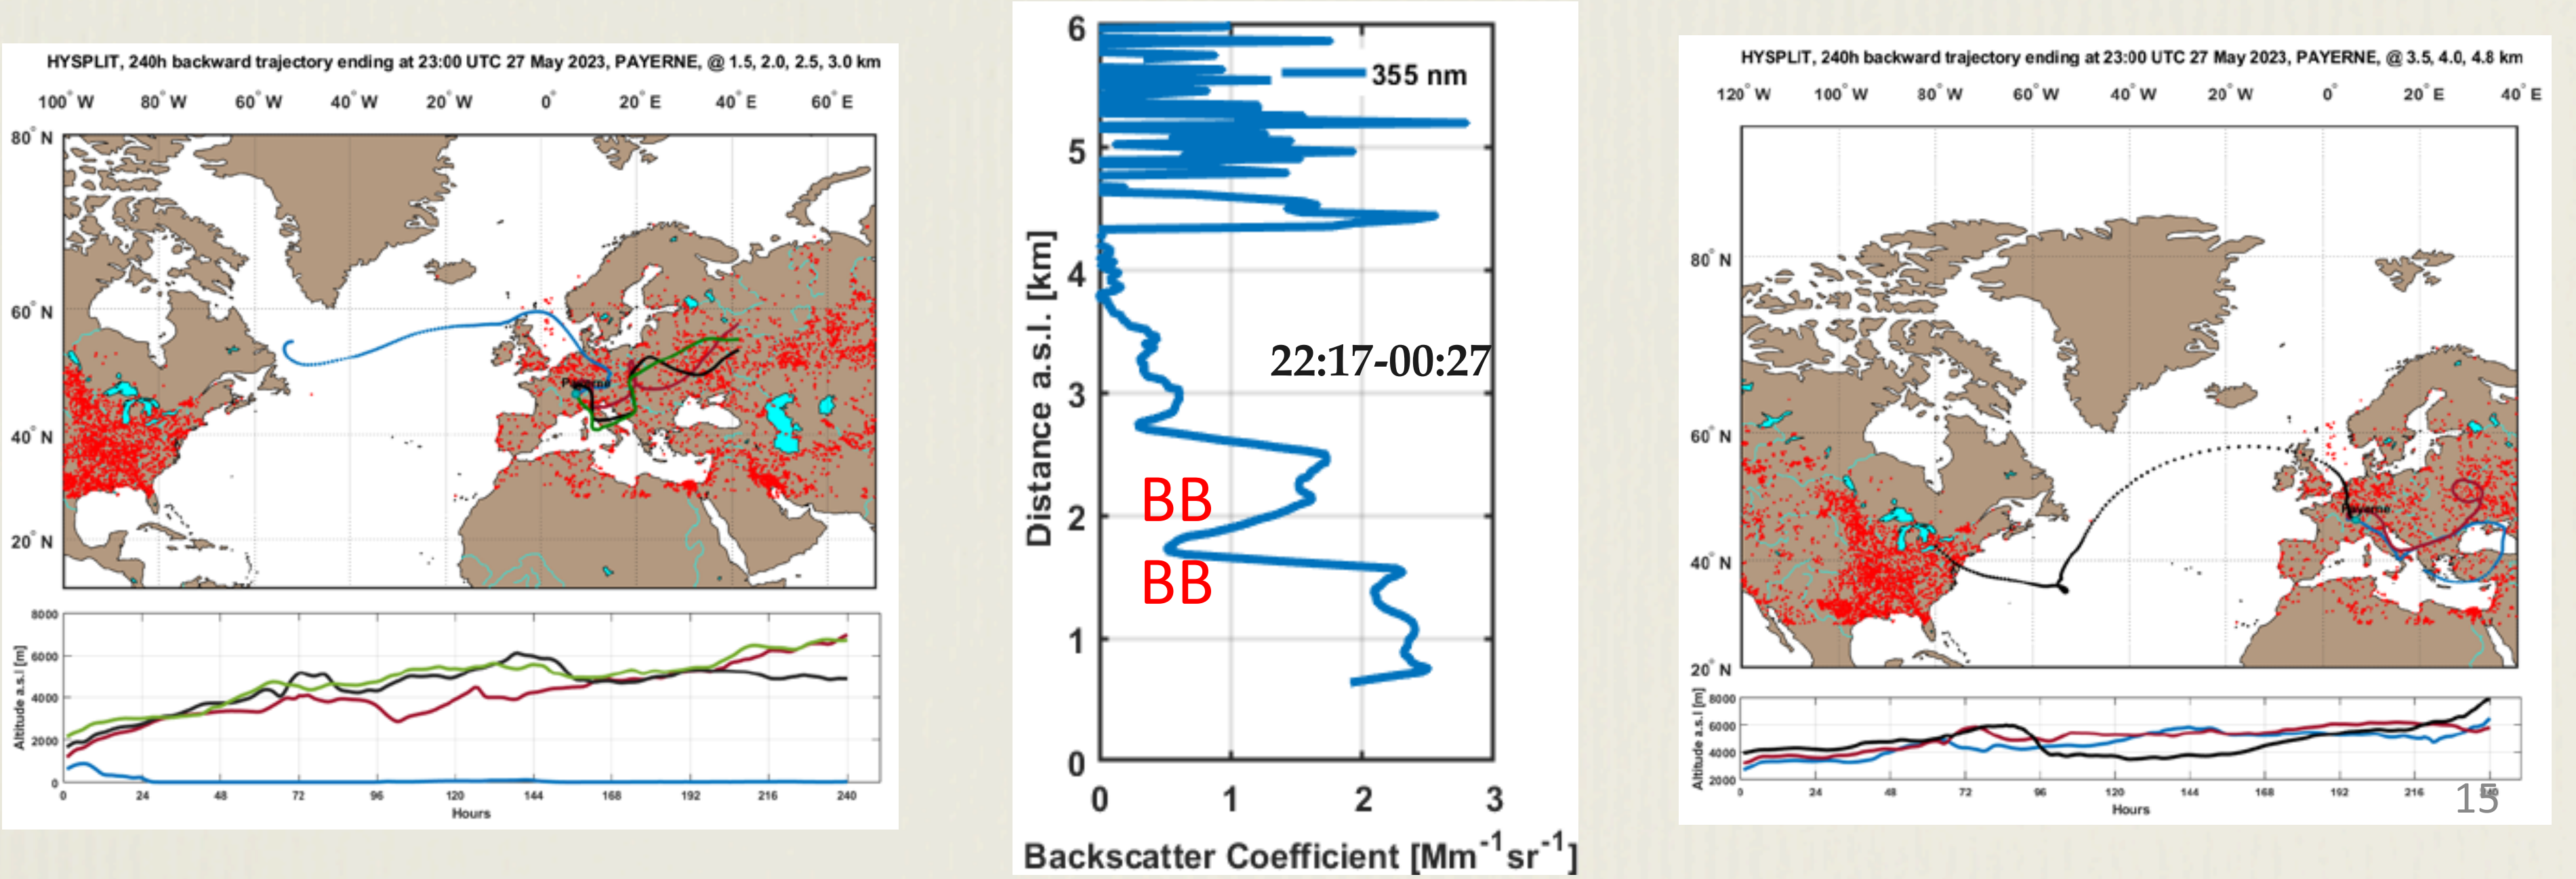 HYSPLIT, 240h backward trajectory ending at 23:00 UTC 27 May 2023, PAYERNE, @ 1.5, 2.0, 2.5, 3.0 km
100° W 80° W 60° W 40° W 20° W 0° 20° E 40° E 60° E
80° N
60° N
40° N
20° N
Payerne
8000
6000
4000
2000
0
Altitude a.s.l [m]
0 24 48 72 96 120 144 168 192 216 240
Hours
6
5
4
3
2
1
0
Distance a.s.l. [km]
355 nm
22:17-00:27
BB
BB
0 1 2 3
Backscatter Coefficient [Mm⁻¹sr⁻¹]
HYSPLIT, 240h backward trajectory ending at 23:00 UTC 27 May 2023, PAYERNE, @ 3.5, 4.0, 4.8 km
120° W 100° W 80° W 60° W 40° W 20° W 0° 20° E 40° E
80° N
60° N
40° N
20° N
Payerne
8000
6000
4000
2000
Altitude a.s.l [m]
0 24 48 72 96 120 144 168 192 216 240
Hours
15